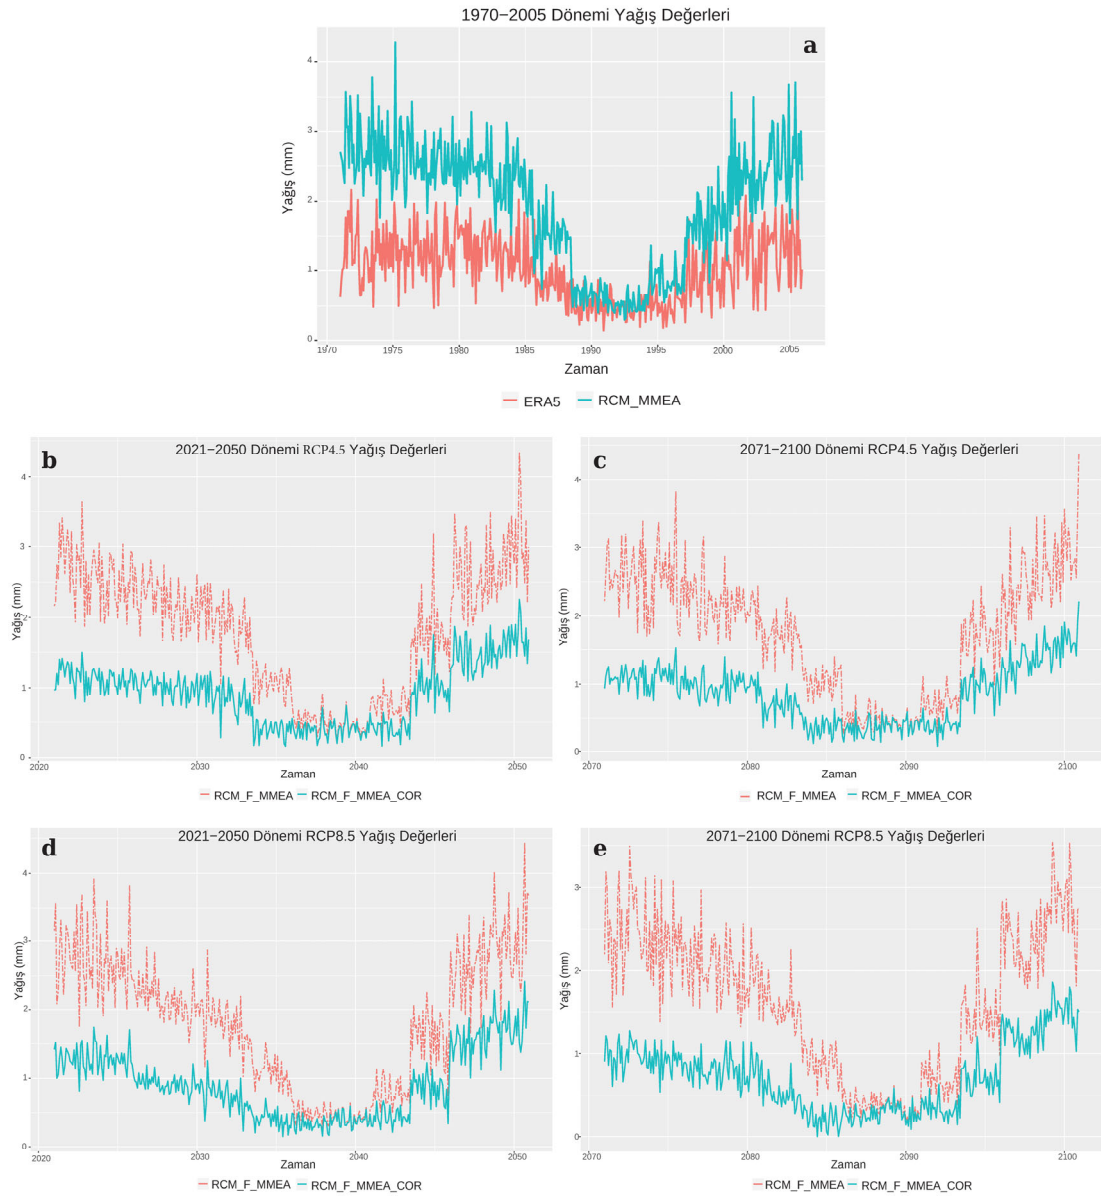 1970−2005 Dönemi Yağış Değerleri
a
Yağış (mm)
4
3
2
1
0
1970 1975 1980 1985 1990 1995 2000 2005
Zaman
ERA5 RCM_MMEA
2021−2050 Dönemi RCP4.5 Yağış Değerleri
b
Yağış (mm)
4
3
2
1
0
2020 2030 2040 2050
Zaman
RCM_F_MMEA RCM_F_MMEA_COR
2071−2100 Dönemi RCP4.5 Yağış Değerleri
c
Yağış (mm)
4
3
2
1
0
2070 2080 2090 2100
Zaman
RCM_F_MMEA RCM_F_MMEA_COR
2021−2050 Dönemi RCP8.5 Yağış Değerleri
d
Yağış (mm)
4
3
2
1
0
2020 2030 2040 2050
Zaman
RCM_F_MMEA RCM_F_MMEA_COR
2071−2100 Dönemi RCP8.5 Yağış Değerleri
e
Yağış (mm)
3
2
1
0
2070 2080 2090 2100
Zaman
RCM_F_MMEA RCM_F_MMEA_COR